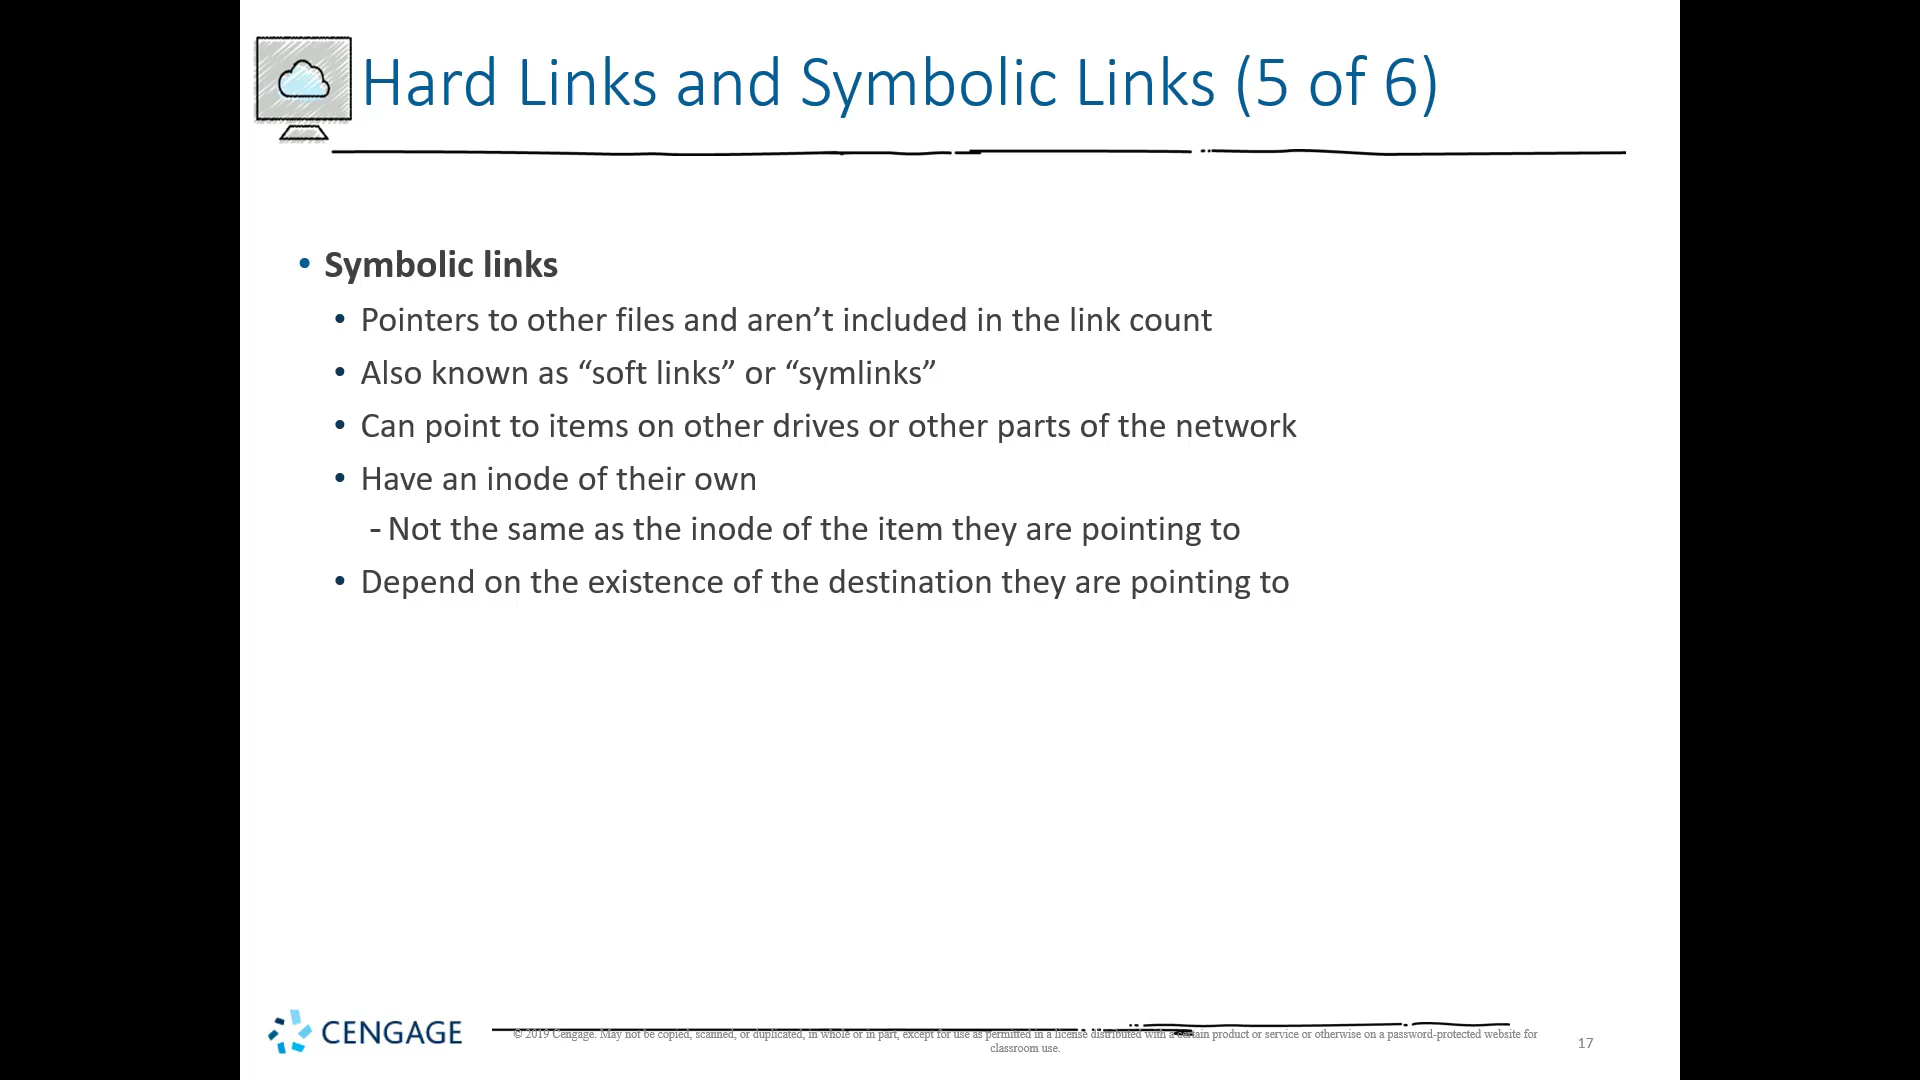 Hard Links and Symbolic Links (5 of 6)
• Symbolic links
• Pointers to other files and aren’t included in the link count
• Also known as “soft links” or “symlinks”
• Can point to items on other drives or other parts of the network
• Have an inode of their own
- Not the same as the inode of the item they are pointing to
• Depend on the existence of the destination they are pointing to
CENGAGE
© 2019 Cengage. May not be copied, scanned, or duplicated, in whole or in part, except for use as permitted in a license distributed with a certain product or service or otherwise on a password-protected website for
classroom use.
17